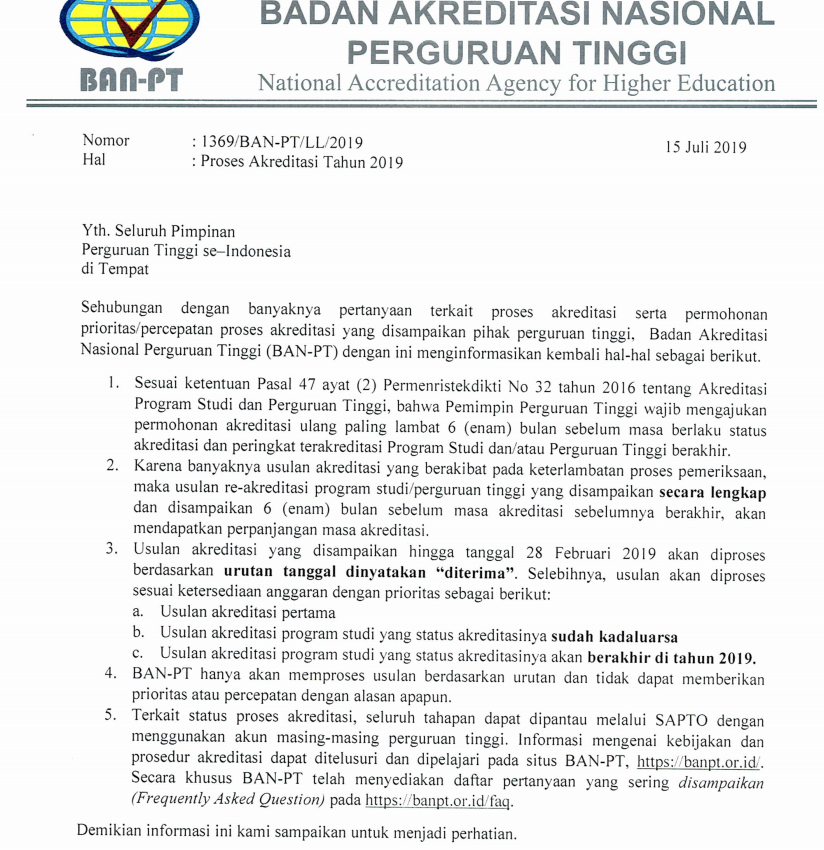 BADAN AKREDITASI NASIONAL
PERGURUAN TINGGI
BAN-PT
National Accreditation Agency for Higher Education
Nomor : 1369/BAN-PT/LL/2019 15 Juli 2019
Hal : Proses Akreditasi Tahun 2019
Yth. Seluruh Pimpinan
Perguruan Tinggi se–Indonesia
di Tempat
Sehubungan dengan banyaknya pertanyaan terkait proses akreditasi serta permohonan
prioritas/percepatan proses akreditasi yang disampaikan pihak perguruan tinggi, Badan Akreditasi
Nasional Perguruan Tinggi (BAN-PT) dengan ini menginformasikan kembali hal-hal sebagai berikut.
1. Sesuai ketentuan Pasal 47 ayat (2) Permenristekdikti No 32 tahun 2016 tentang Akreditasi
Program Studi dan Perguruan Tinggi, bahwa Pemimpin Perguruan Tinggi wajib mengajukan
permohonan akreditasi ulang paling lambat 6 (enam) bulan sebelum masa berlaku status
akreditasi dan peringkat terakreditasi Program Studi dan/atau Perguruan Tinggi berakhir.
2. Karena banyaknya usulan akreditasi yang berakibat pada keterlambatan proses pemeriksaan,
maka usulan re-akreditasi program studi/perguruan tinggi yang disampaikan secara lengkap
dan disampaikan 6 (enam) bulan sebelum masa akreditasi sebelumnya berakhir, akan
mendapatkan perpanjangan masa akreditasi.
3. Usulan akreditasi yang disampaikan hingga tanggal 28 Februari 2019 akan diproses
berdasarkan urutan tanggal dinyatakan “diterima”. Selebihnya, usulan akan diproses
sesuai ketersediaan anggaran dengan prioritas sebagai berikut:
a. Usulan akreditasi pertama
b. Usulan akreditasi program studi yang status akreditasinya sudah kadaluarsa
c. Usulan akreditasi program studi yang status akreditasinya akan berakhir di tahun 2019.
4. BAN-PT hanya akan memproses usulan berdasarkan urutan dan tidak dapat memberikan
prioritas atau percepatan dengan alasan apapun.
5. Terkait status proses akreditasi, seluruh tahapan dapat dipantau melalui SAPTO dengan
menggunakan akun masing-masing perguruan tinggi. Informasi mengenai kebijakan dan
prosedur akreditasi dapat ditelusuri dan dipelajari pada situs BAN-PT, https://banpt.or.id/.
Secara khusus BAN-PT telah menyediakan daftar pertanyaan yang sering disampaikan
(Frequently Asked Question) pada https://banpt.or.id/faq.
Demikian informasi ini kami sampaikan untuk menjadi perhatian.